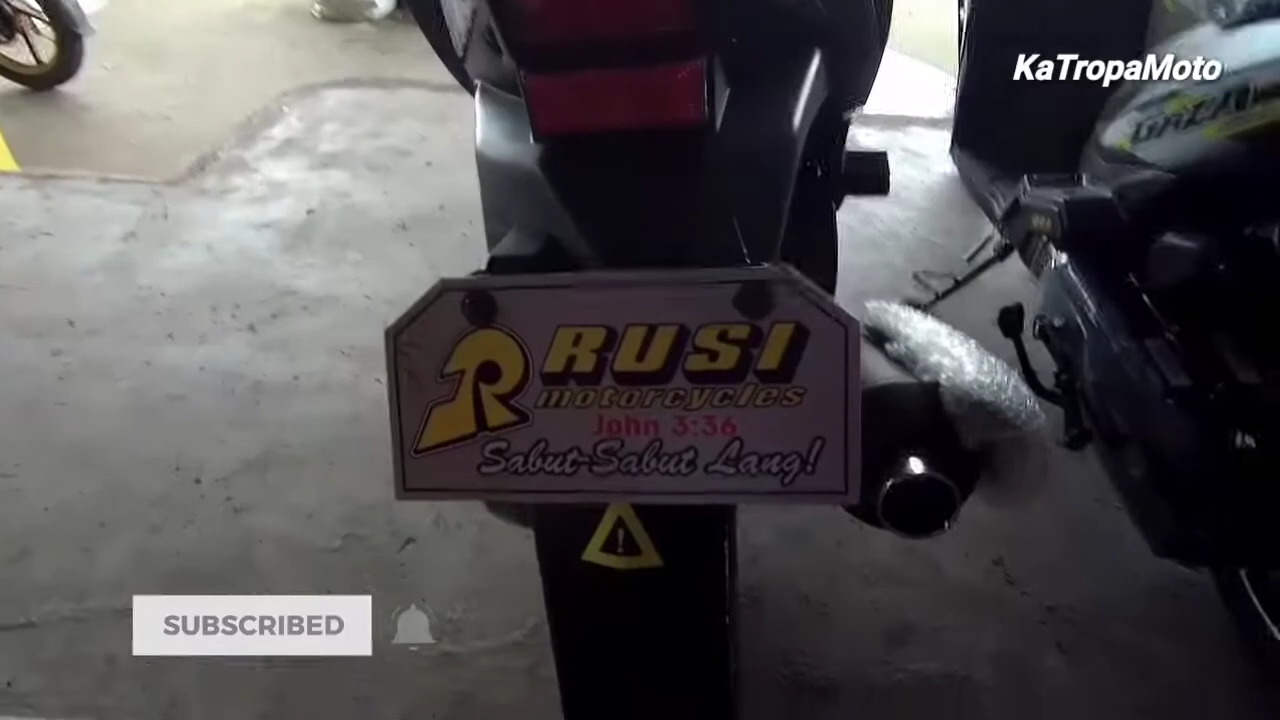 KaTropaMoto
R RUSI
motorcycles
John 3:36
Sabut-Sabut Lang!
SUBSCRIBED